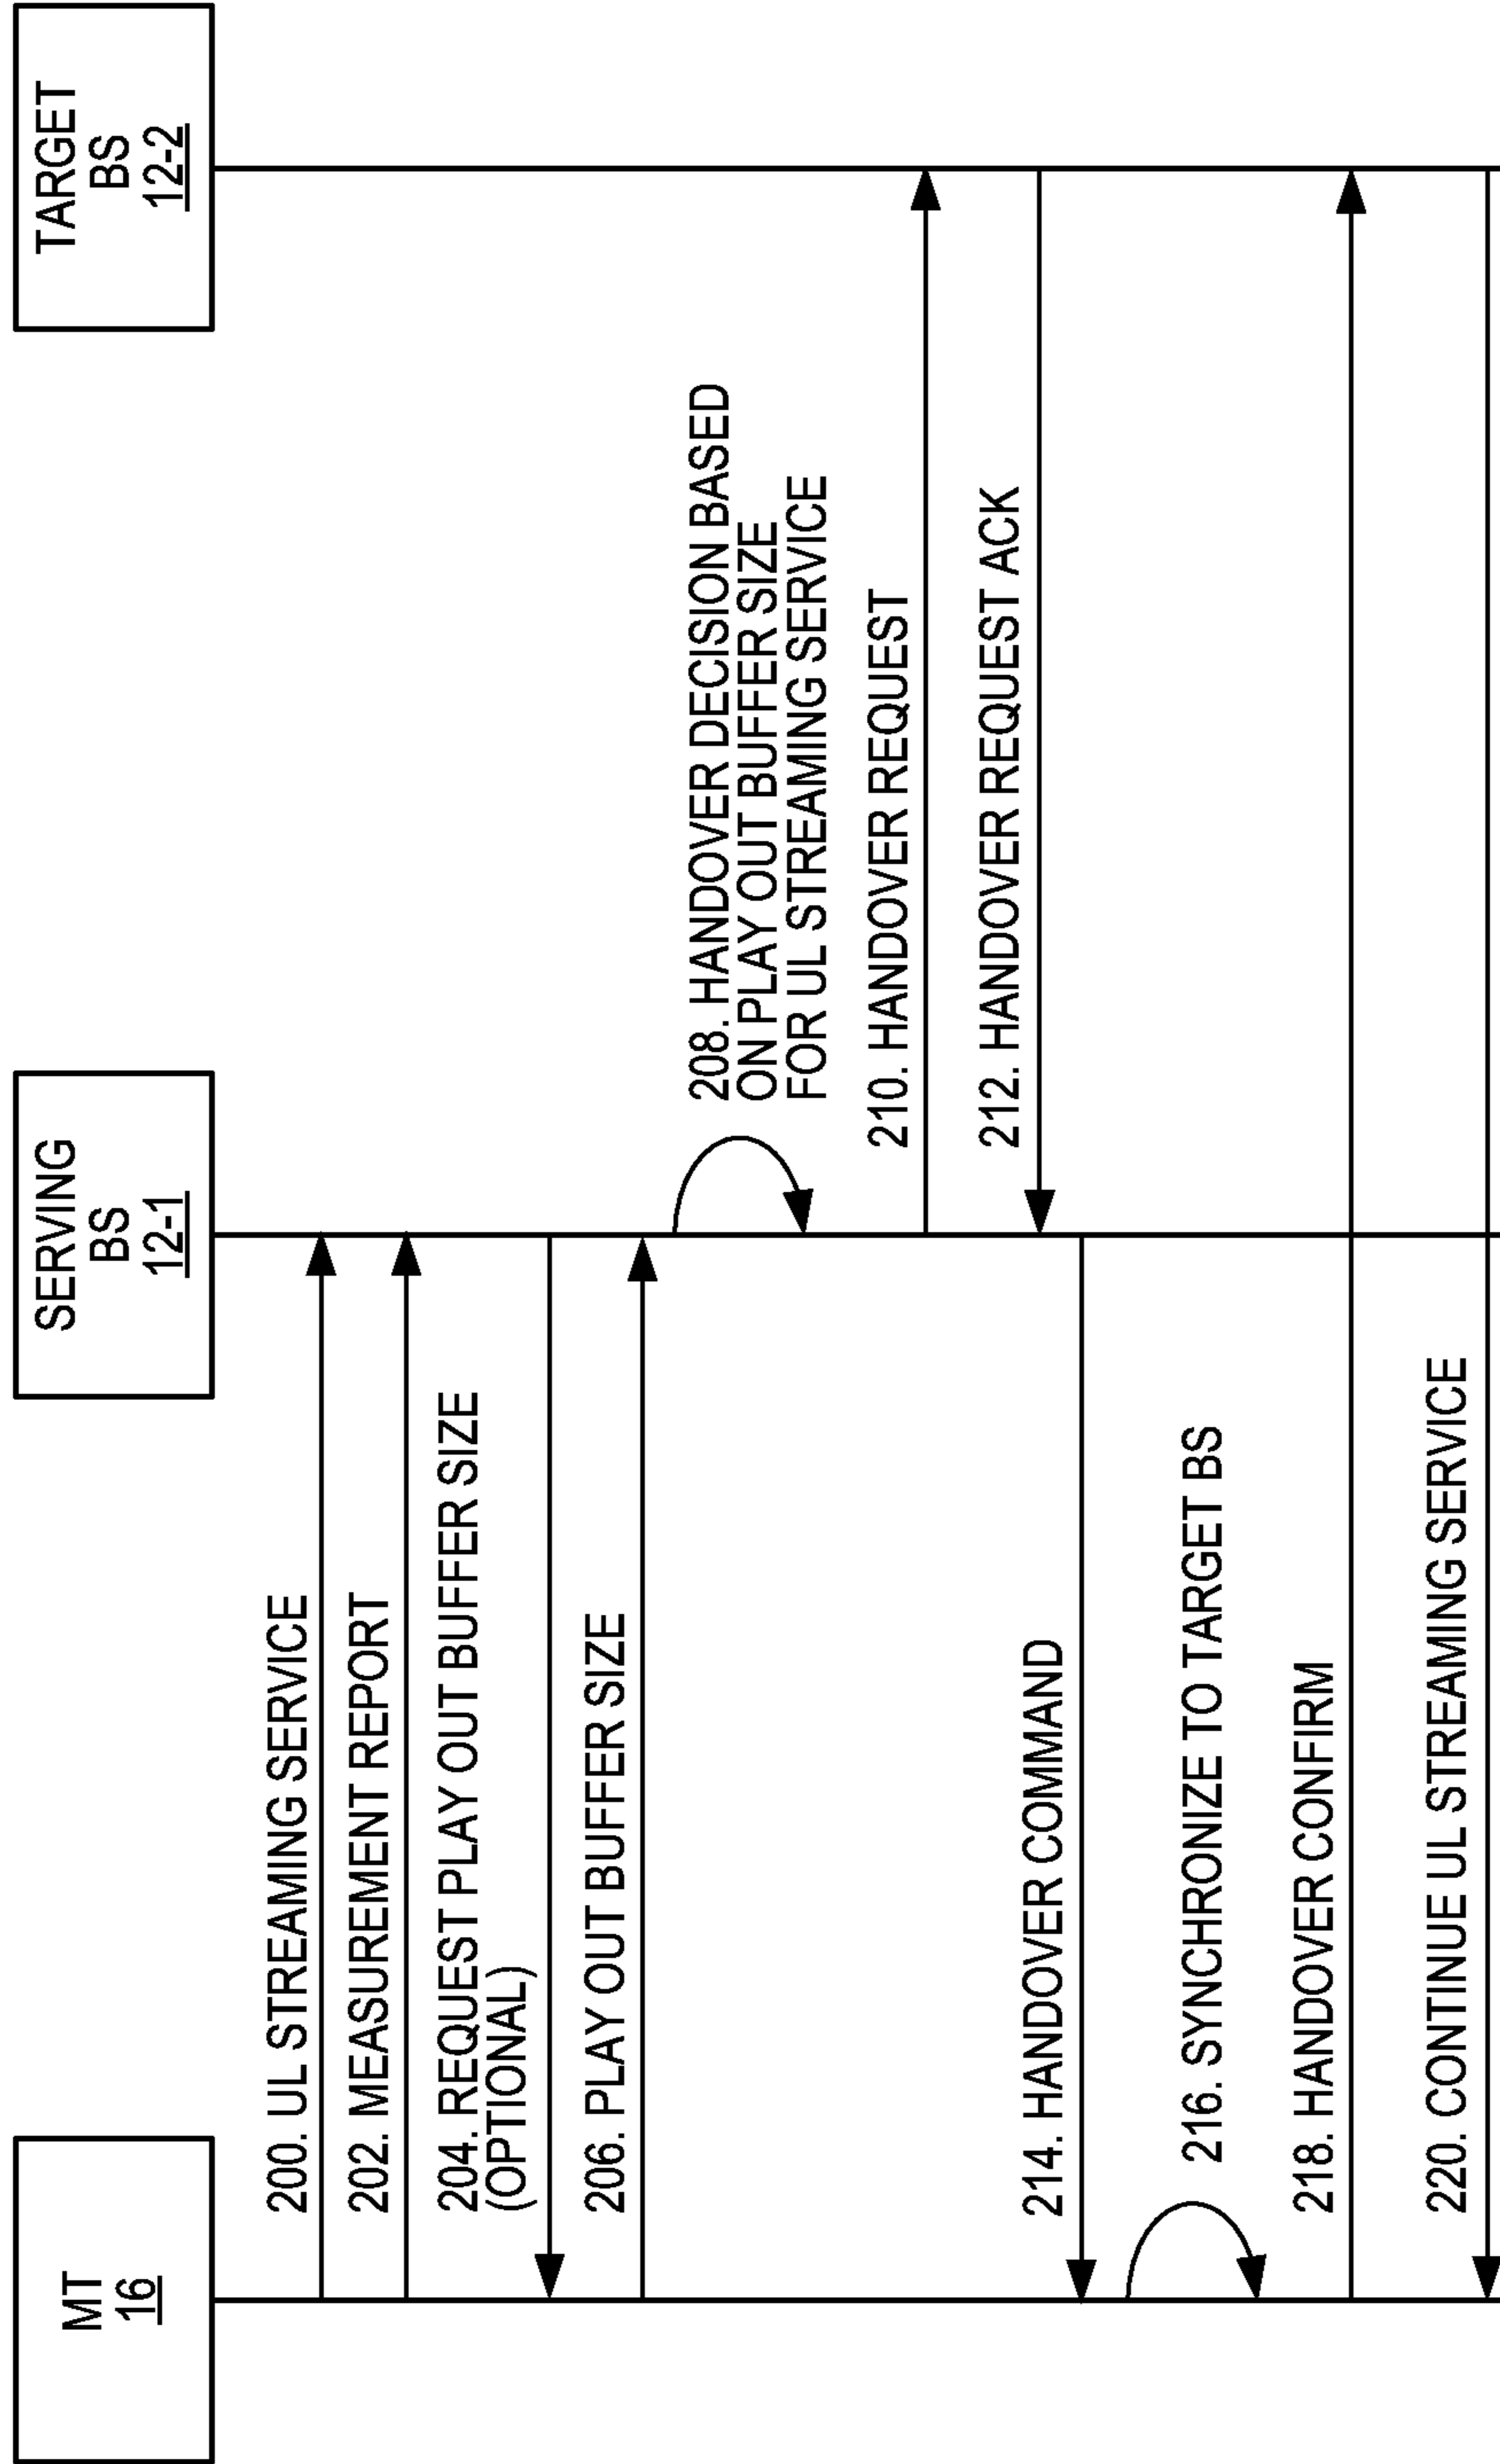 MT
16
SERVING
BS
12-1
TARGET
BS
12-2
200. UL STREAMING SERVICE
202. MEASUREMENT REPORT
204. REQUEST PLAY OUT BUFFER SIZE
(OPTIONAL)
206. PLAY OUT BUFFER SIZE
208. HANDOVER DECISION BASED
ON PLAY OUT BUFFER SIZE
FOR UL STREAMING SERVICE
210. HANDOVER REQUEST
212. HANDOVER REQUEST ACK
214. HANDOVER COMMAND
216. SYNCHRONIZE TO TARGET BS
218. HANDOVER CONFIRM
220. CONTINUE UL STREAMING SERVICE